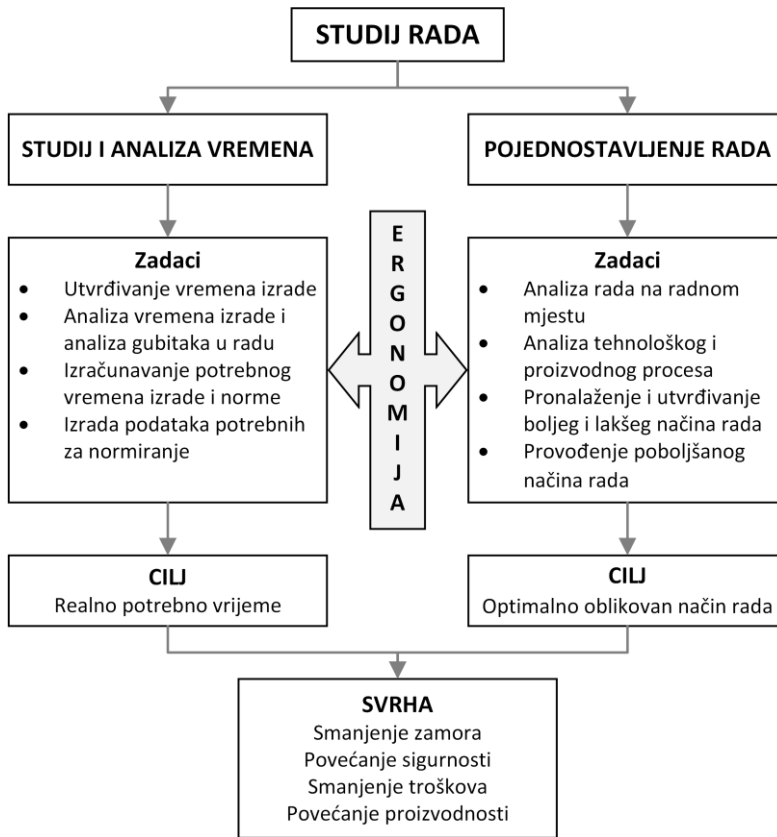 STUDIJ RADA
STUDIJ I ANALIZA VREMENA
Zadaci
• Utvrđivanje vremena izrade
• Analiza vremena izrade i
analiza gubitaka u radu
• Izračunavanje potrebnog
vremena izrade i norme
• Izrada podataka potrebnih
za normiranje
CILJ
Realno potrebno vrijeme
E
R
G
O
N
O
M
I
J
A
POJEDNOSTAVLJENJE RADA
Zadaci
• Analiza rada na radnom
mjestu
• Analiza tehnološkog i
proizvodnog procesa
• Pronalaženje i utvrđivanje
boljeg i lakšeg načina rada
• Provođenje poboljšanog
načina rada
CILJ
Optimalno oblikovan način rada
SVRHA
Smanjenje zamora
Povećanje sigurnosti
Smanjenje troškova
Povećanje proizvodnosti